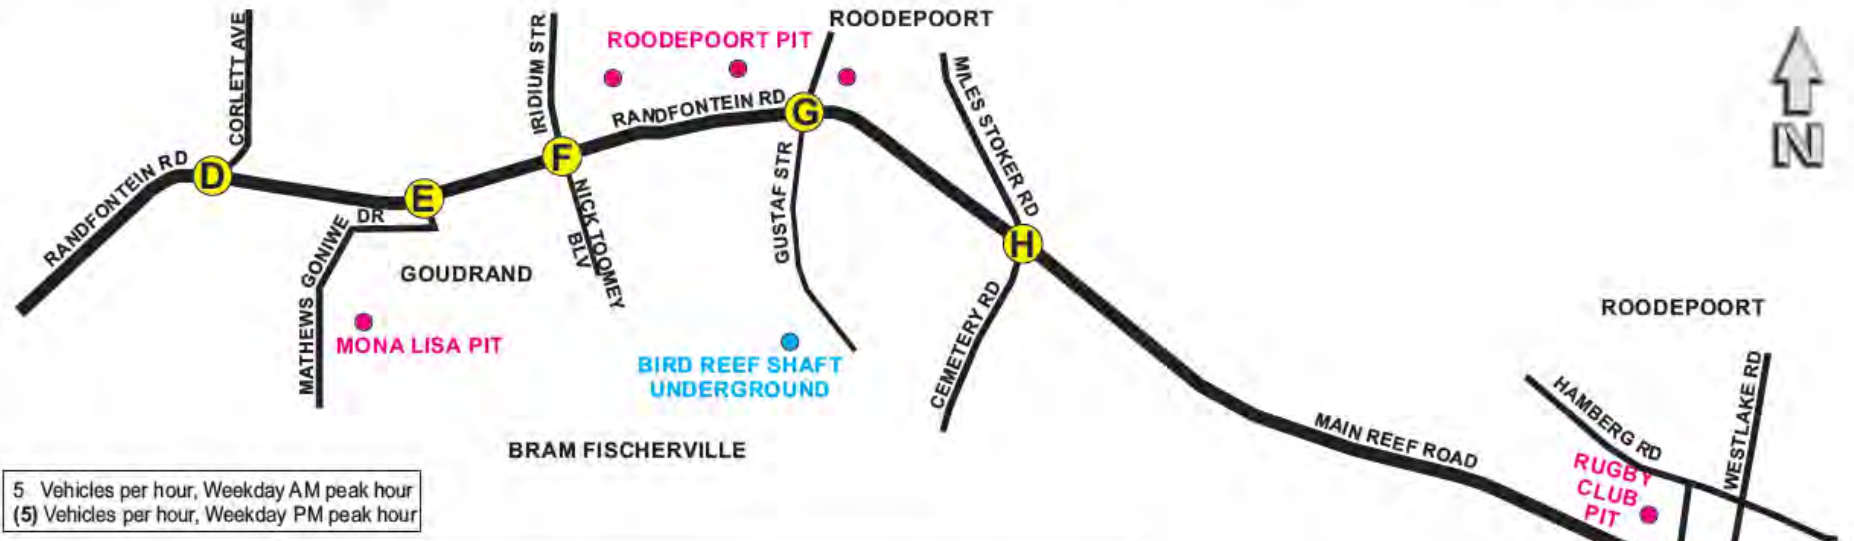 ROODEPOORT
CORLETT AVE
IRIDIUM STR
ROODEPOORT PIT
MILES STOKER RD
RANDFONTEIN RD
G
N
RANDFONTEIN RD
D
E
F
GUSTAF STR
DR
MATHEWS GONIWE
NICK TOOMEY
BLV
H
GOUDRAND
CEMETERY RD
ROODEPOORT
MONA LISA PIT
BIRD REEF SHAFT
UNDERGROUND
HAMBERG RD
WESTLAKE RD
MAIN REEF ROAD
BRAM FISCHERVILLE
RUGBY
CLUB
PIT
5 Vehicles per hour, Weekday AM peak hour
(5) Vehicles per hour, Weekday PM peak hour